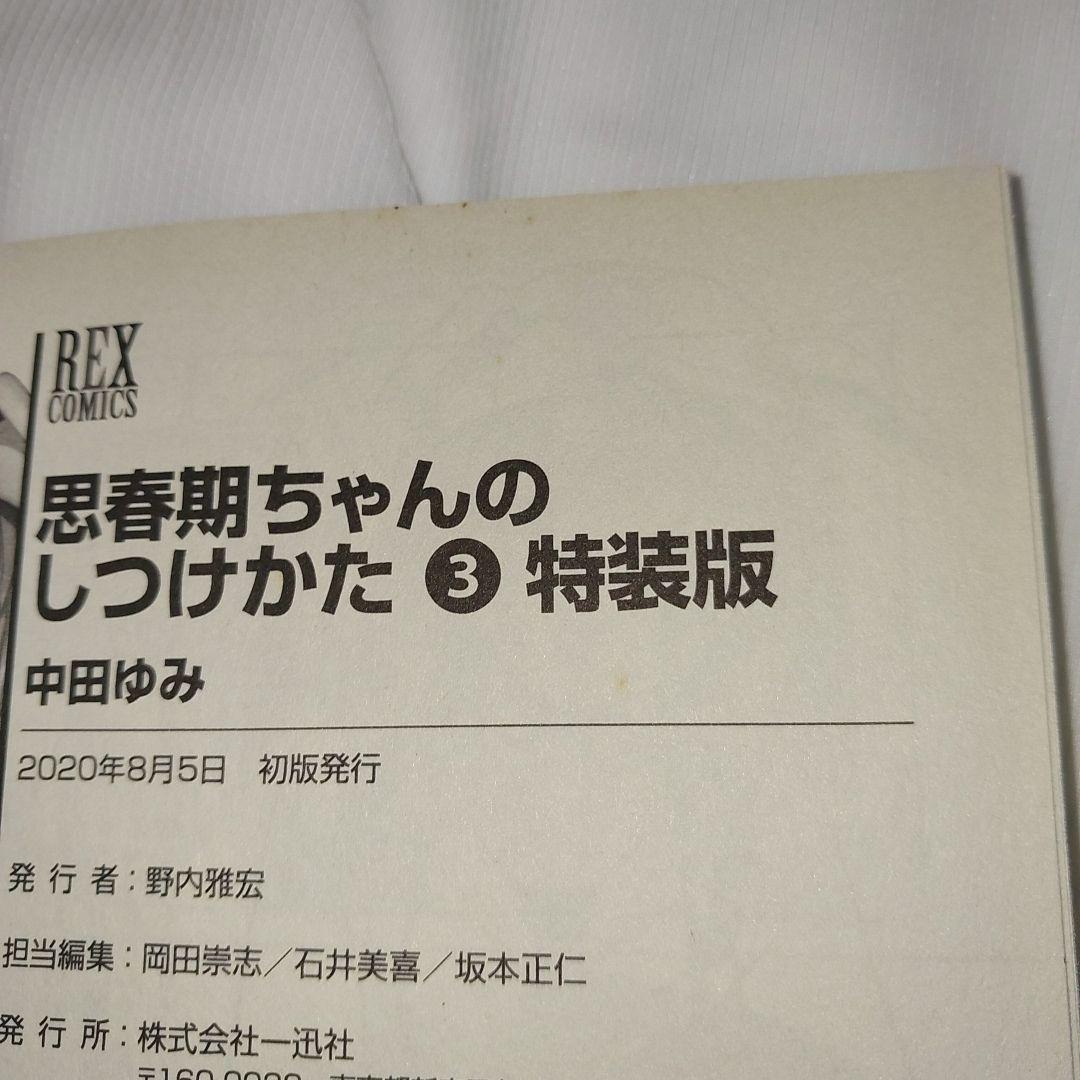 REX
COMICS
思春期ちゃんの
しつけかた ❸ 特装版
中田ゆみ
2020年8月5日　初版発行
発行者：野内雅宏
担当編集：岡田崇志／石井美喜／坂本正仁
発行所：株式会社一迅社